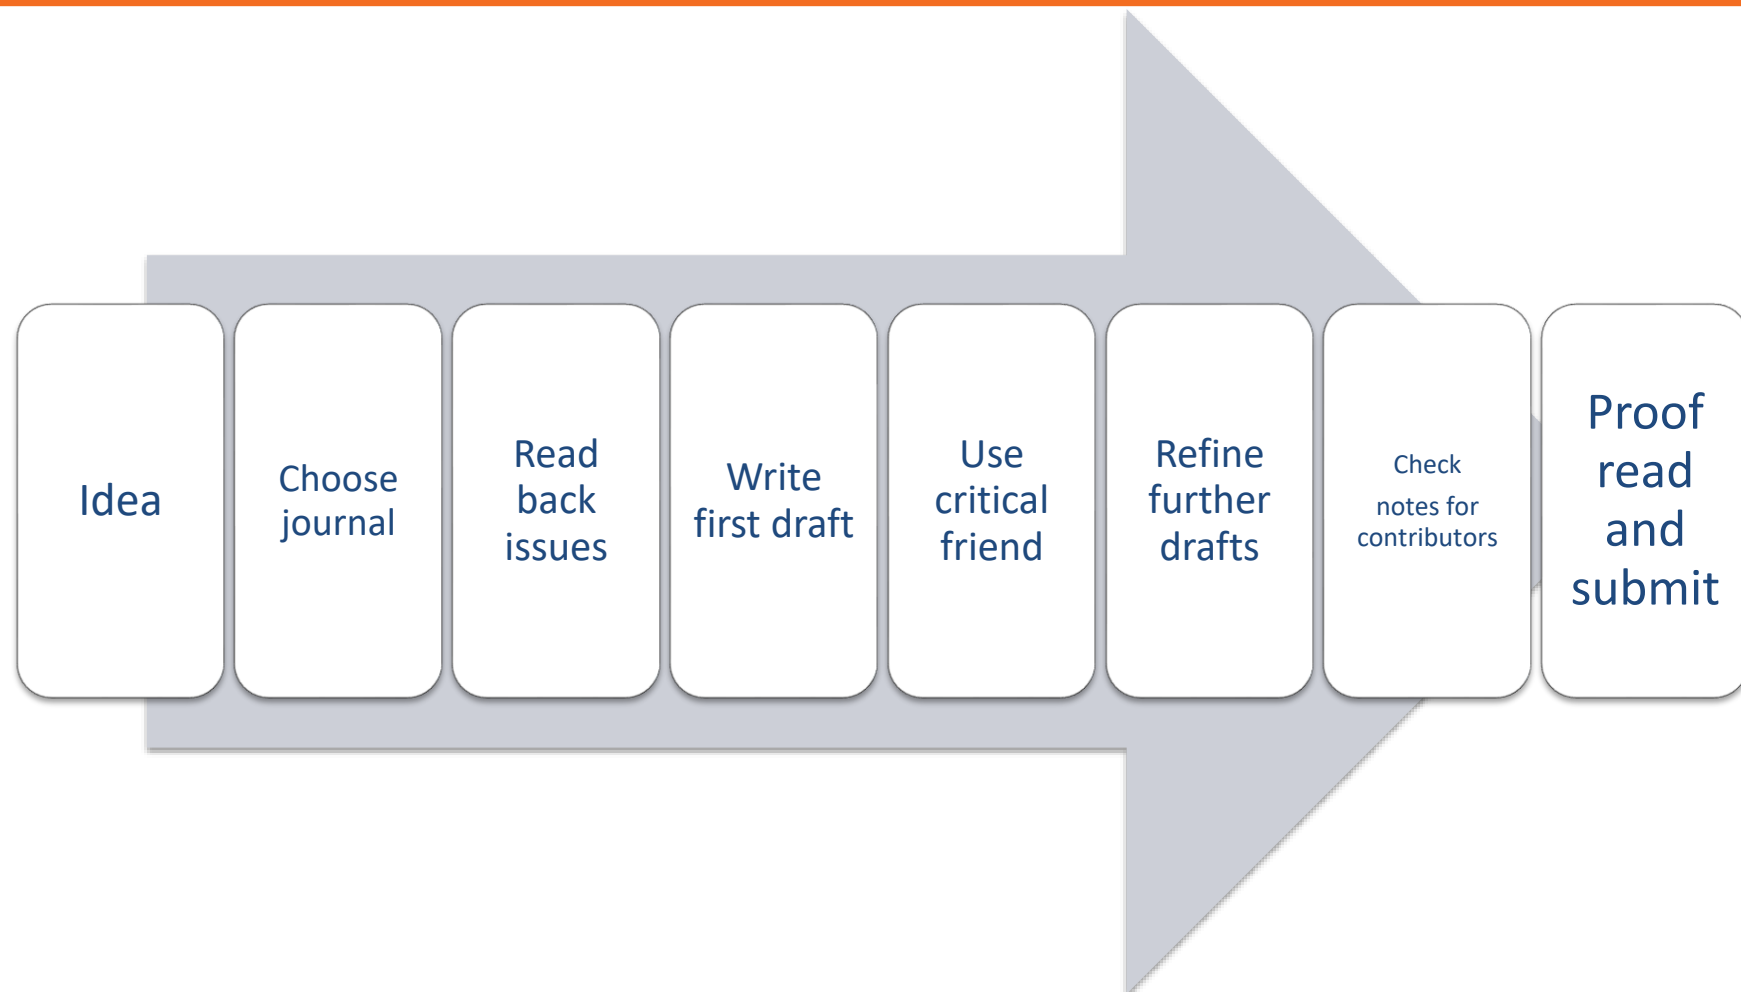 Idea
Choose
journal
Read
back
issues
Write
first draft
Use
critical
friend
Refine
further
drafts
Check
notes for
contributors
Proof
read
and
submit